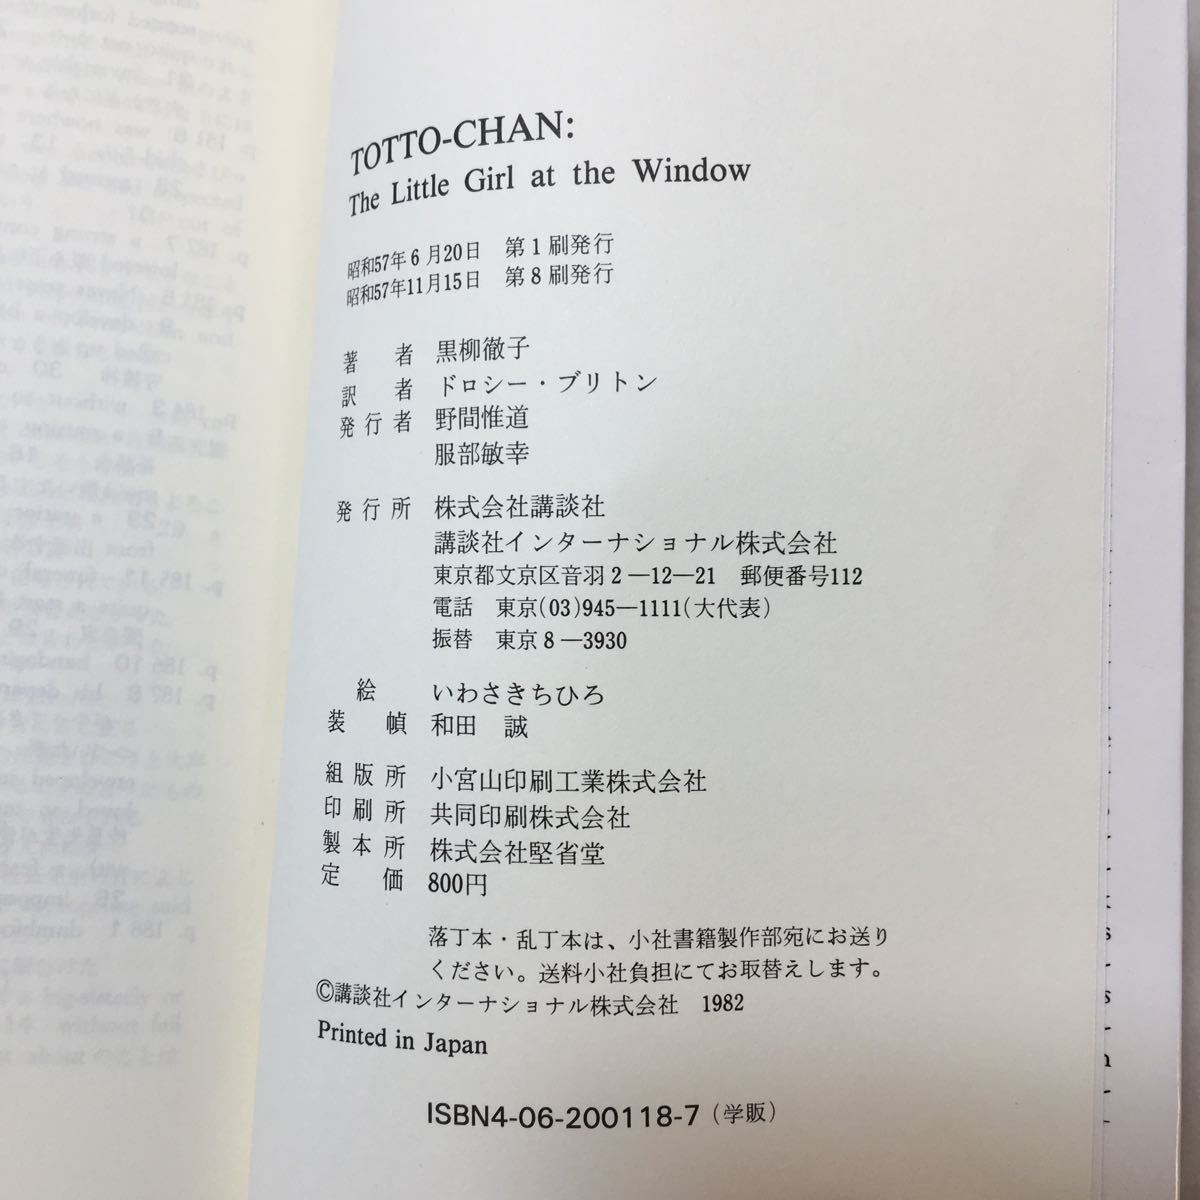 TOTTO-CHAN:
The Little Girl at the Window
昭和57年6月20日　第1刷発行
昭和57年11月15日　第8刷発行
著者　黒柳徹子
訳者　ドロシー・ブリトン
発行者　野間惟道
服部敏幸
発行所　株式会社講談社
講談社インターナショナル株式会社
東京都文京区音羽2—12—21　郵便番号112
電話　東京(03)945—1111(大代表)
振替　東京8—3930
絵　いわさきちひろ
装幀　和田　誠
組版所　小宮山印刷工業株式会社
印刷所　共同印刷株式会社
製本所　株式会社堅省堂
定価　800円
落丁本・乱丁本は、小社書籍製作部宛にお送り
ください。送料小社負担にてお取替えします。
©講談社インターナショナル株式会社　1982
Printed in Japan
ISBN4-06-200118-7(学販)